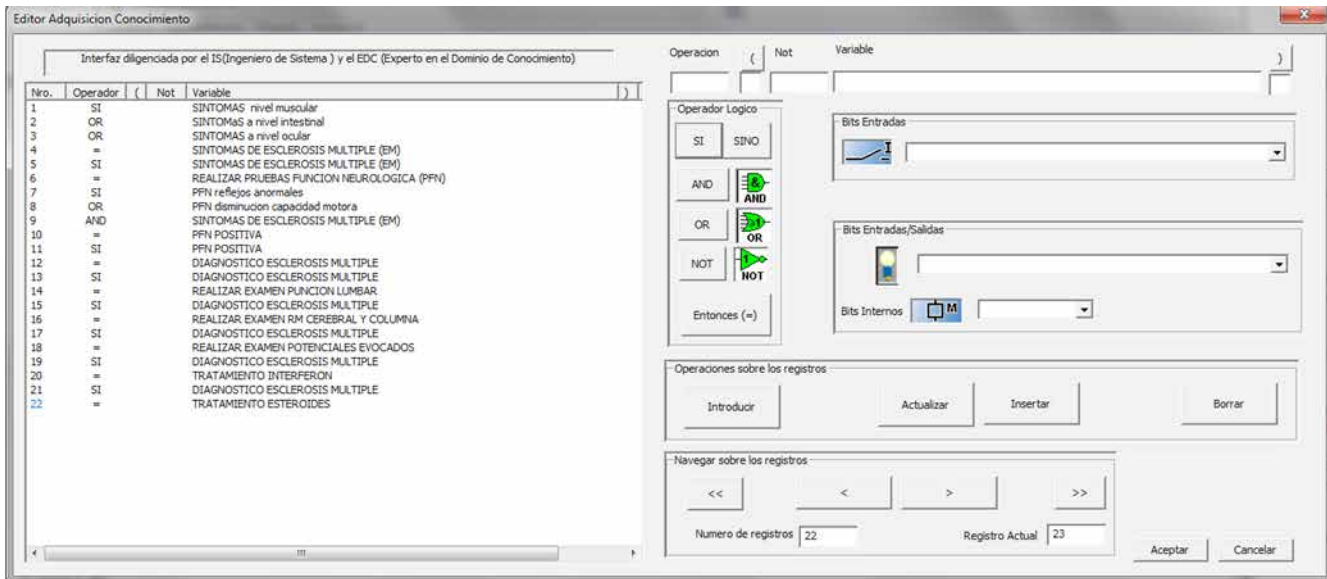 Editor Adquisicion Conocimiento
Interfaz diligenciada por el IS(Ingeniero de Sistema ) y el EDC (Experto en el Dominio de Conocimiento)
Nro. Operador ( Not Variable )
1 SI SINTOMAS nivel muscular
2 OR SINTOMaS a nivel intestinal
3 OR SINTOMAS a nivel ocular
4 = SINTOMAS DE ESCLEROSIS MULTIPLE (EM)
5 SI SINTOMAS DE ESCLEROSIS MULTIPLE (EM)
6 = REALIZAR PRUEBAS FUNCION NEUROLOGICA (PFN)
7 SI PFN reflejos anormales
8 OR PFN disminucion capacidad motora
9 AND SINTOMAS DE ESCLEROSIS MULTIPLE (EM)
10 = PFN POSITIVA
11 SI PFN POSITIVA
12 = DIAGNOSTICO ESCLEROSIS MULTIPLE
13 SI DIAGNOSTICO ESCLEROSIS MULTIPLE
14 = REALIZAR EXAMEN PUNCION LUMBAR
15 SI DIAGNOSTICO ESCLEROSIS MULTIPLE
16 = REALIZAR EXAMEN RM CEREBRAL Y COLUMNA
17 SI DIAGNOSTICO ESCLEROSIS MULTIPLE
18 = REALIZAR EXAMEN POTENCIALES EVOCADOS
19 SI DIAGNOSTICO ESCLEROSIS MULTIPLE
20 = TRATAMIENTO INTERFERON
21 SI DIAGNOSTICO ESCLEROSIS MULTIPLE
22 = TRATAMIENTO ESTEROIDES
Operacion ( Not Variable )
Operador Logico
SI SINO
AND & AND
OR >1 OR
NOT 1 NOT
Entonces (=)
Bits Entradas
I
Bits Entradas/Salidas
Bits Internos M
Operaciones sobre los registros
Introducir Actualizar Insertar Borrar
Navegar sobre los registros
<< < > >>
Numero de registros 22 Registro Actual 23
Aceptar Cancelar